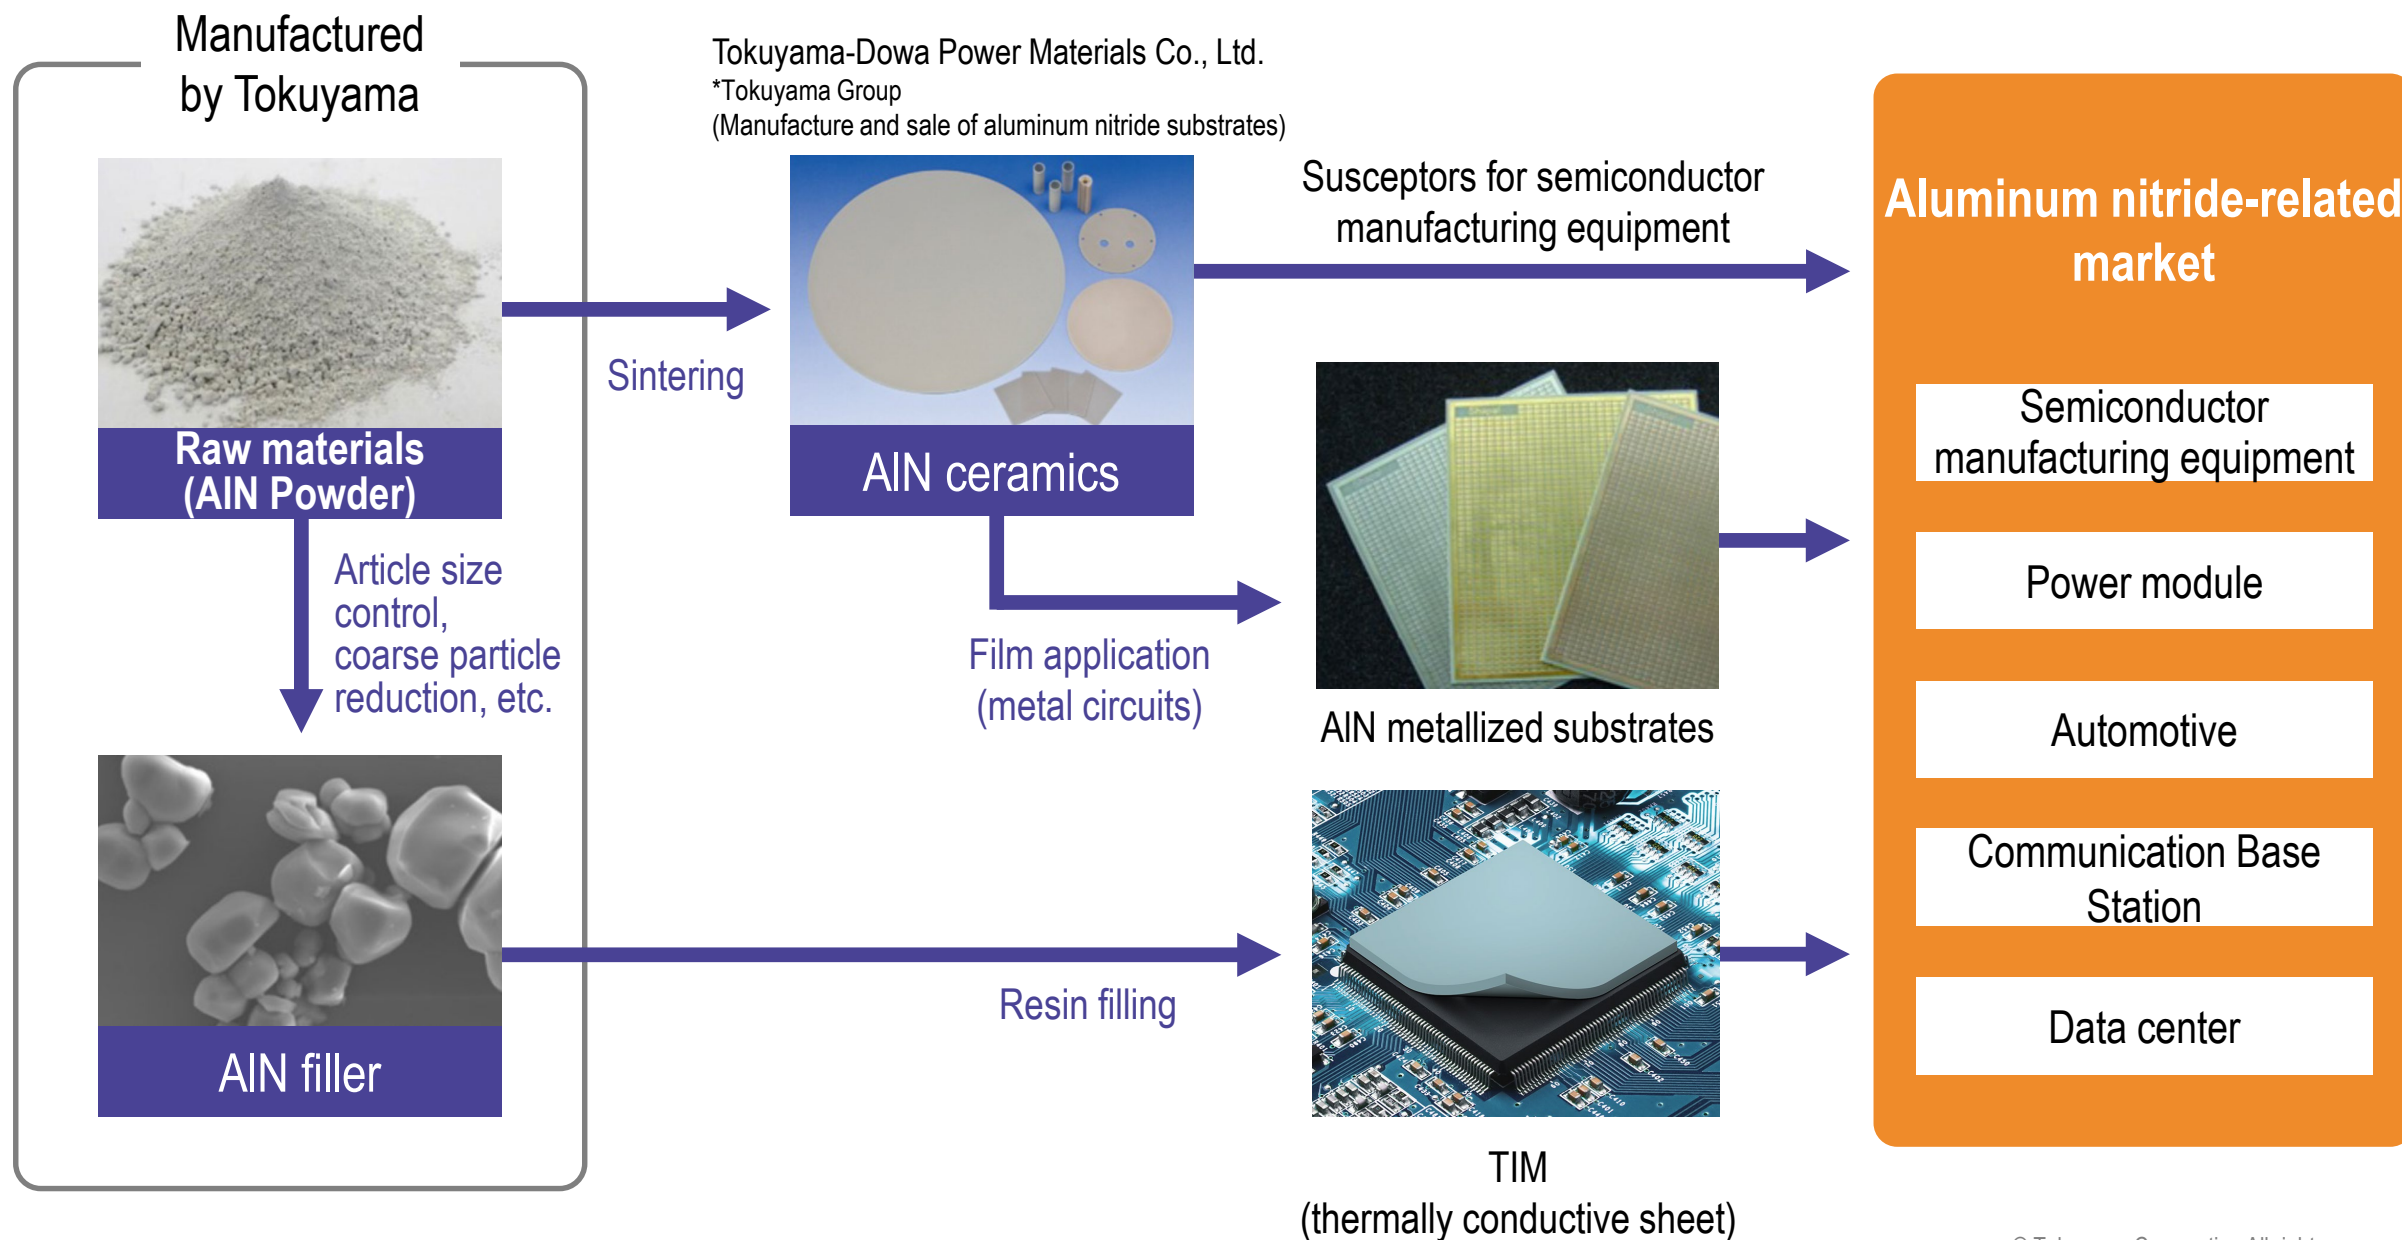 Manufactured
by Tokuyama
Tokuyama-Dowa Power Materials Co., Ltd.
*Tokuyama Group
(Manufacture and sale of aluminum nitride substrates)
Raw materials
(AlN Powder)
Sintering
AlN ceramics
Susceptors for semiconductor
manufacturing equipment
Article size
control,
coarse particle
reduction, etc.
Film application
(metal circuits)
AlN metallized substrates
AlN filler
Resin filling
TIM
(thermally conductive sheet)
Aluminum nitride-related
market
Semiconductor
manufacturing equipment
Power module
Automotive
Communication Base
Station
Data center